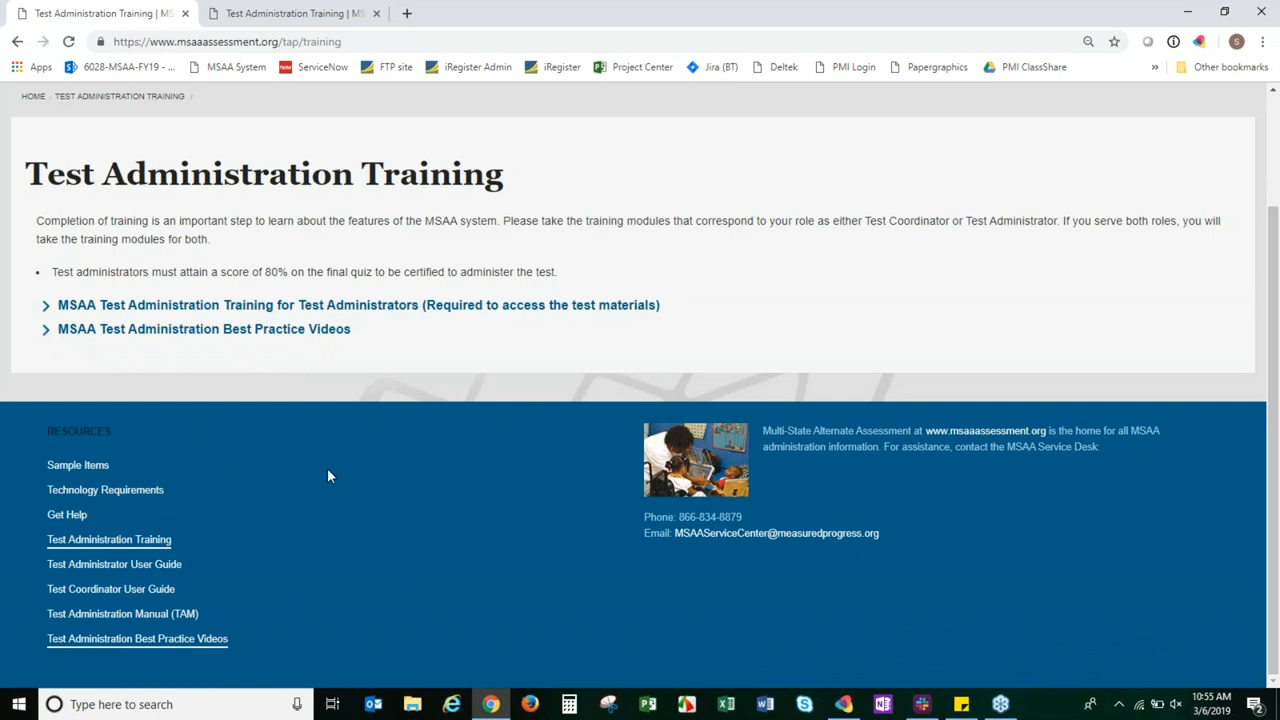 Test Administration Training | MS
Test Administration Training | MS
https://www.msaaassessment.org/tap/training
Apps
6028-MSAA-FY19 - ...
MSAA System
now
ServiceNow
FTP site
iRegister Admin
iRegister
Project Center
Jira (BT)
Deltek
PMI Login
Papergraphics
PMI ClassShare
»
Other bookmarks
HOME / TEST ADMINISTRATION TRAINING /
Test Administration Training
Completion of training is an important step to learn about the features of the MSAA system. Please take the training modules that correspond to your role as either Test Coordinator or Test Administrator. If you serve both roles, you will
take the training modules for both.
• Test administrators must attain a score of 80% on the final quiz to be certified to administer the test.
MSAA Test Administration Training for Test Administrators (Required to access the test materials)
MSAA Test Administration Best Practice Videos
RESOURCES
Sample Items
Technology Requirements
Get Help
Test Administration Training
Test Administrator User Guide
Test Coordinator User Guide
Test Administration Manual (TAM)
Test Administration Best Practice Videos
Multi-State Alternate Assessment at www.msaaassessment.org is the home for all MSAA
administration information. For assistance, contact the MSAA Service Desk:
Phone: 866-834-8879
Email: MSAAServiceCenter@measuredprogress.org
Type here to search
10:55 AM
3/6/2019